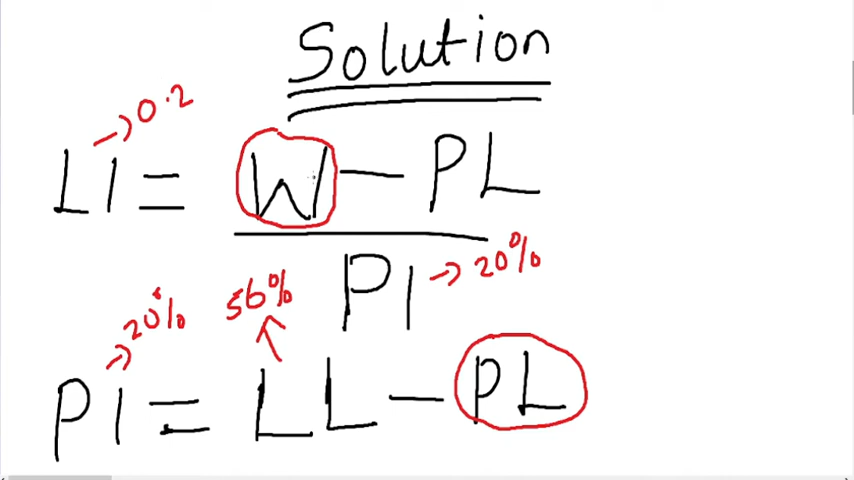 Solution
→ 0.2
LI = W - PL
PI → 20%
56%
→ 20%
PI = LL - PL